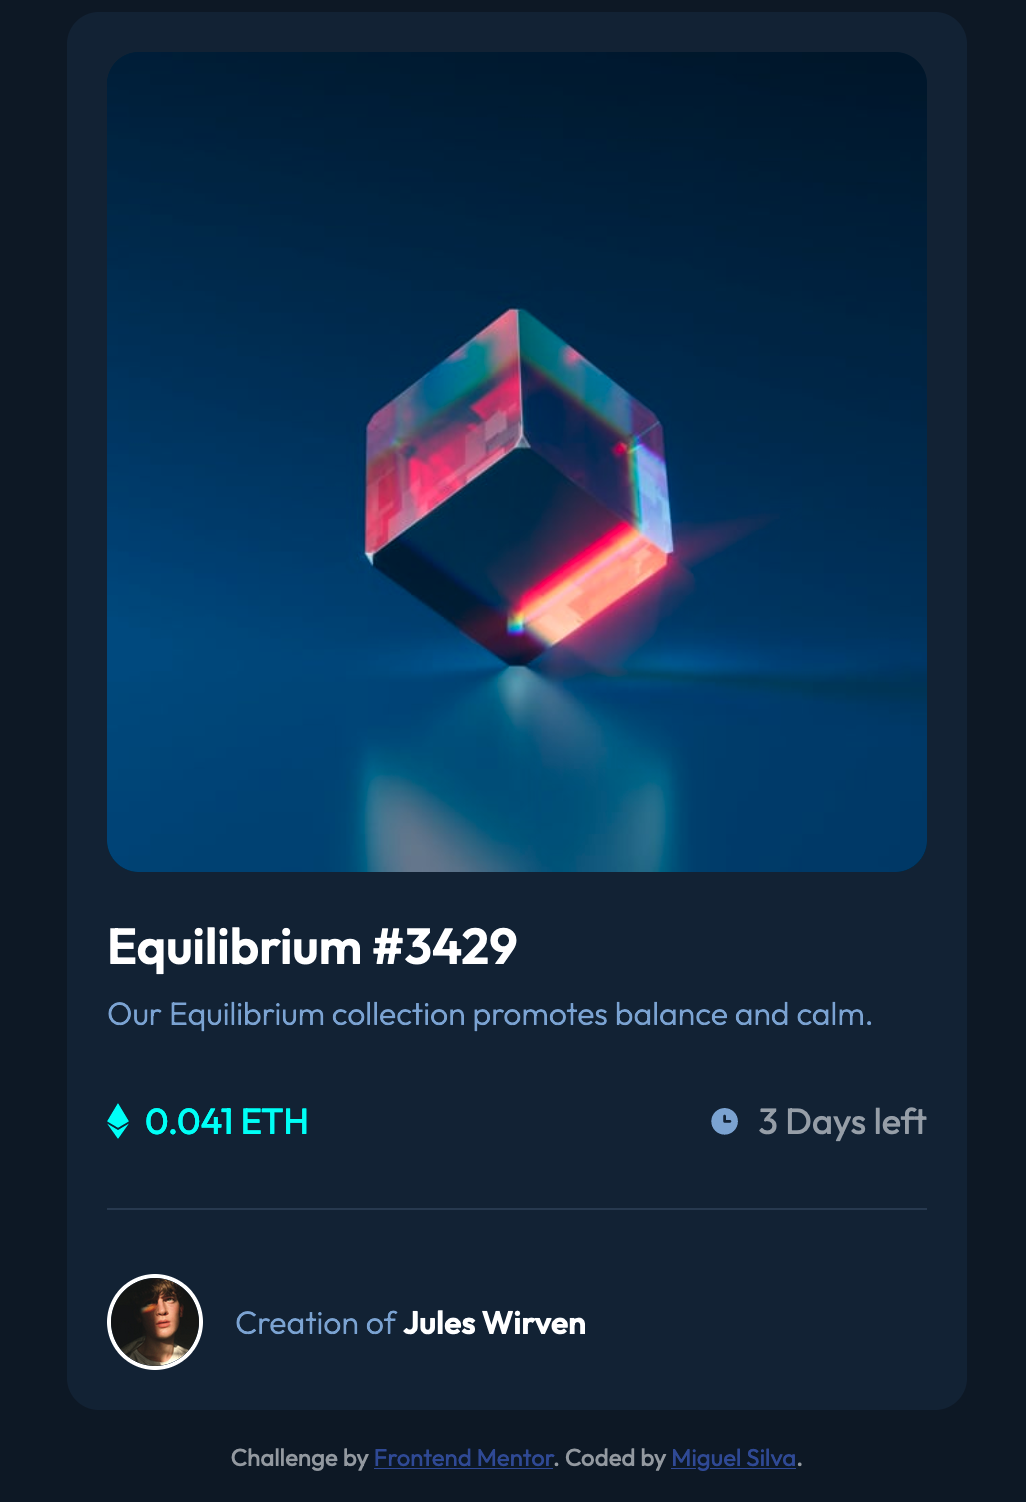 Equilibrium #3429
Our Equilibrium collection promotes balance and calm.
0.041 ETH
3 Days left
Creation of Jules Wirven
Challenge by Frontend Mentor. Coded by Miguel Silva.